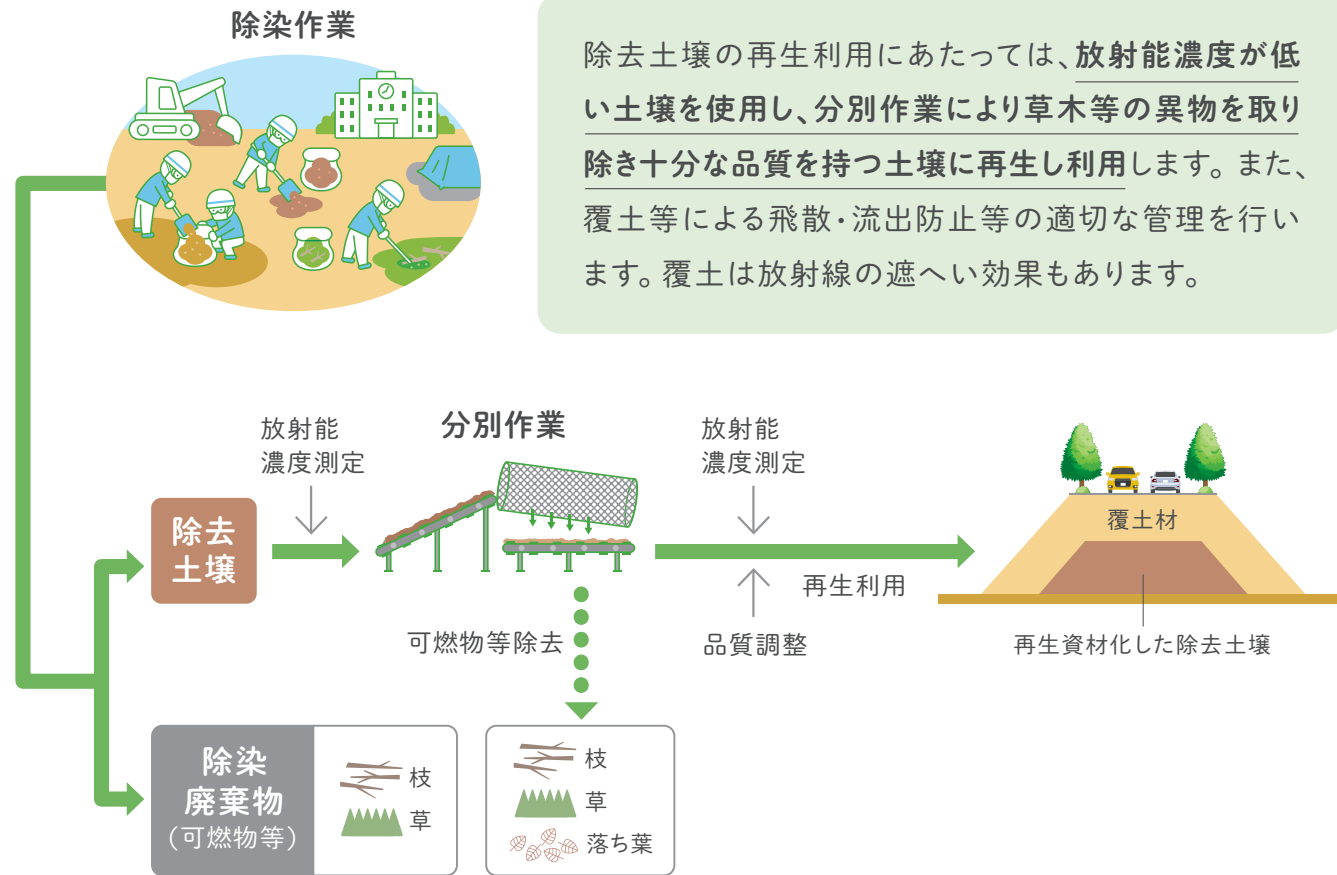 除染作業
除去土壌の再生利用にあたっては、放射能濃度が低
い土壌を使用し、分別作業により草木等の異物を取り
除き十分な品質を持つ土壌に再生し利用します。また、
覆土等による飛散・流出防止等の適切な管理を行い
ます。覆土は放射線の遮へい効果もあります。
放射能
濃度測定
分別作業
放射能
濃度測定
除去
土壌
覆土材
再生利用
可燃物等除去
品質調整
再生資材化した除去土壌
除染
廃棄物
(可燃物等)
枝
草
枝
草
落ち葉